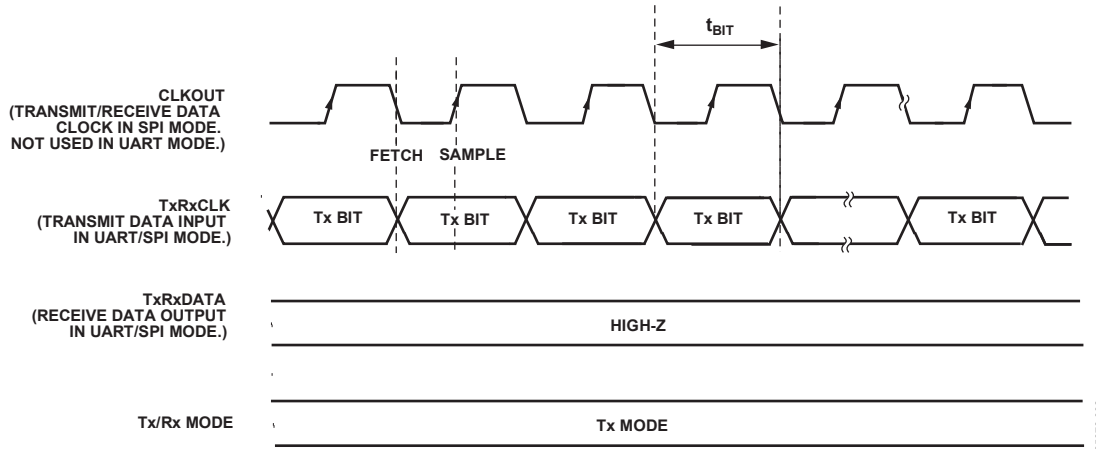 tBIT
CLKOUT
(TRANSMIT/RECEIVE DATA
CLOCK IN SPI MODE.
NOT USED IN UART MODE.)
FETCH SAMPLE
TxRxCLK
(TRANSMIT DATA INPUT
IN UART/SPI MODE.)
Tx BIT Tx BIT Tx BIT Tx BIT Tx BIT
TxRxDATA
(RECEIVE DATA OUTPUT
IN UART/SPI MODE.)
HIGH-Z
Tx/Rx MODE
Tx MODE